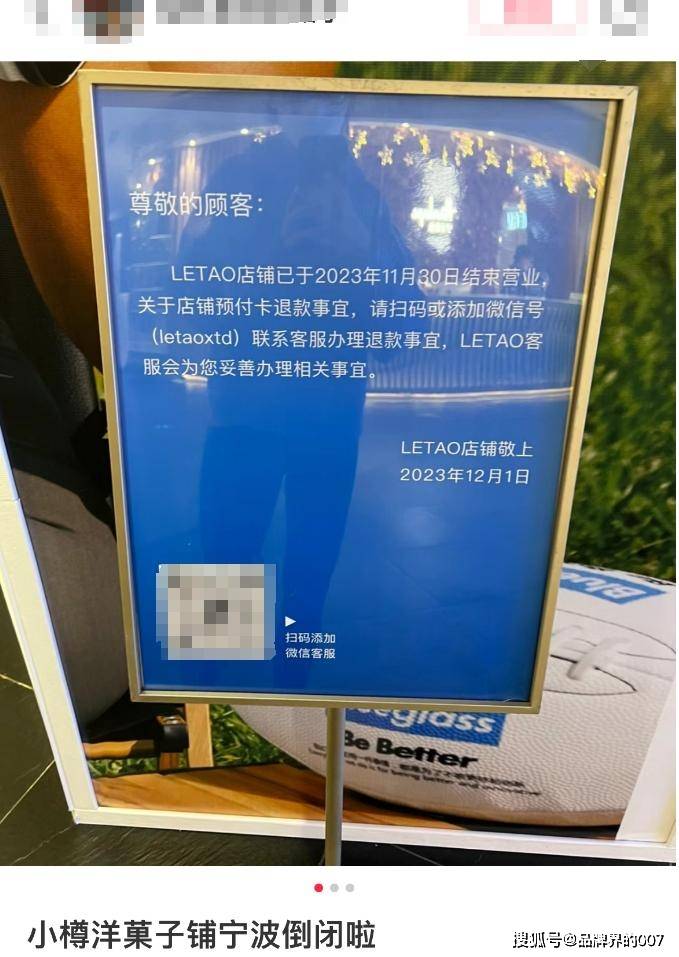 尊敬的顾客：
LETAO店铺已于2023年11月30日结束营业，
关于店铺预付卡退款事宜，请扫码或添加微信号
（letaoxtd）联系客服办理退款事宜，LETAO客
服会为您妥善办理相关事宜。
LETAO店铺敬上
2023年12月1日
扫码添加
微信客服
Blueglass
Be Better
小樽洋菓子铺宁波倒闭啦
搜狐号@品牌界的007